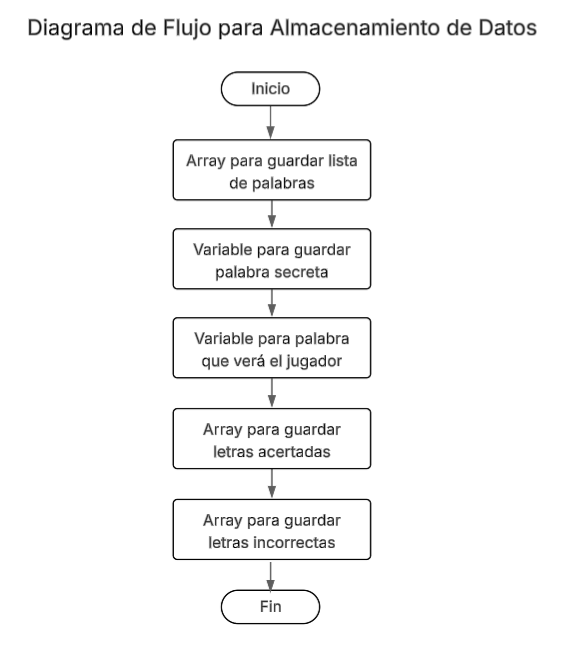 Diagrama de Flujo para Almacenamiento de Datos
Inicio
Array para guardar lista
de palabras
Variable para guardar
palabra secreta
Variable para palabra
que verá el jugador
Array para guardar
letras acertadas
Array para guardar
letras incorrectas
Fin